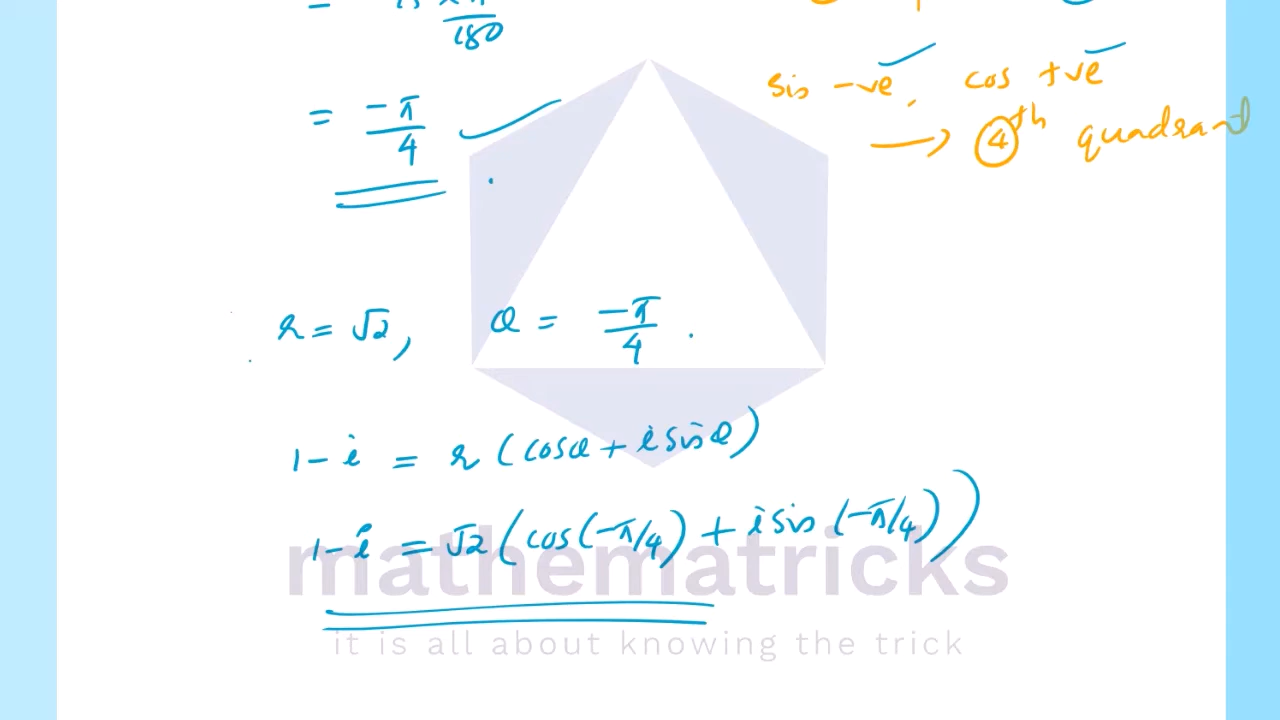 180
sin -ve, cos +ve
= -π/4
→ 4th quadrant
r = √2, θ = -π/4.
1-i = r (cosθ + i sinθ)
1-i = √2 (cos(-π/4) + i sin(-π/4))
mathematricks
it is all about knowing the trick